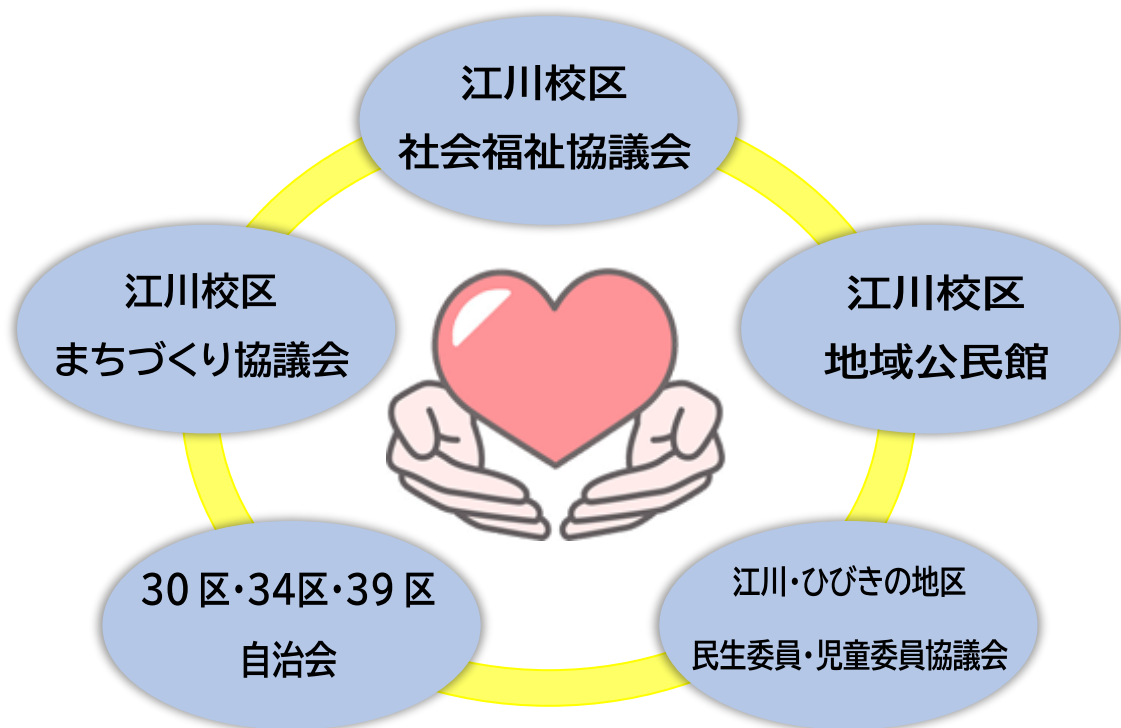 江川校区
社会福祉協議会
江川校区
まちづくり協議会
江川校区
地域公民館
30区・34区・39区
自治会
江川・ひびきの地区
民生委員・児童委員協議会